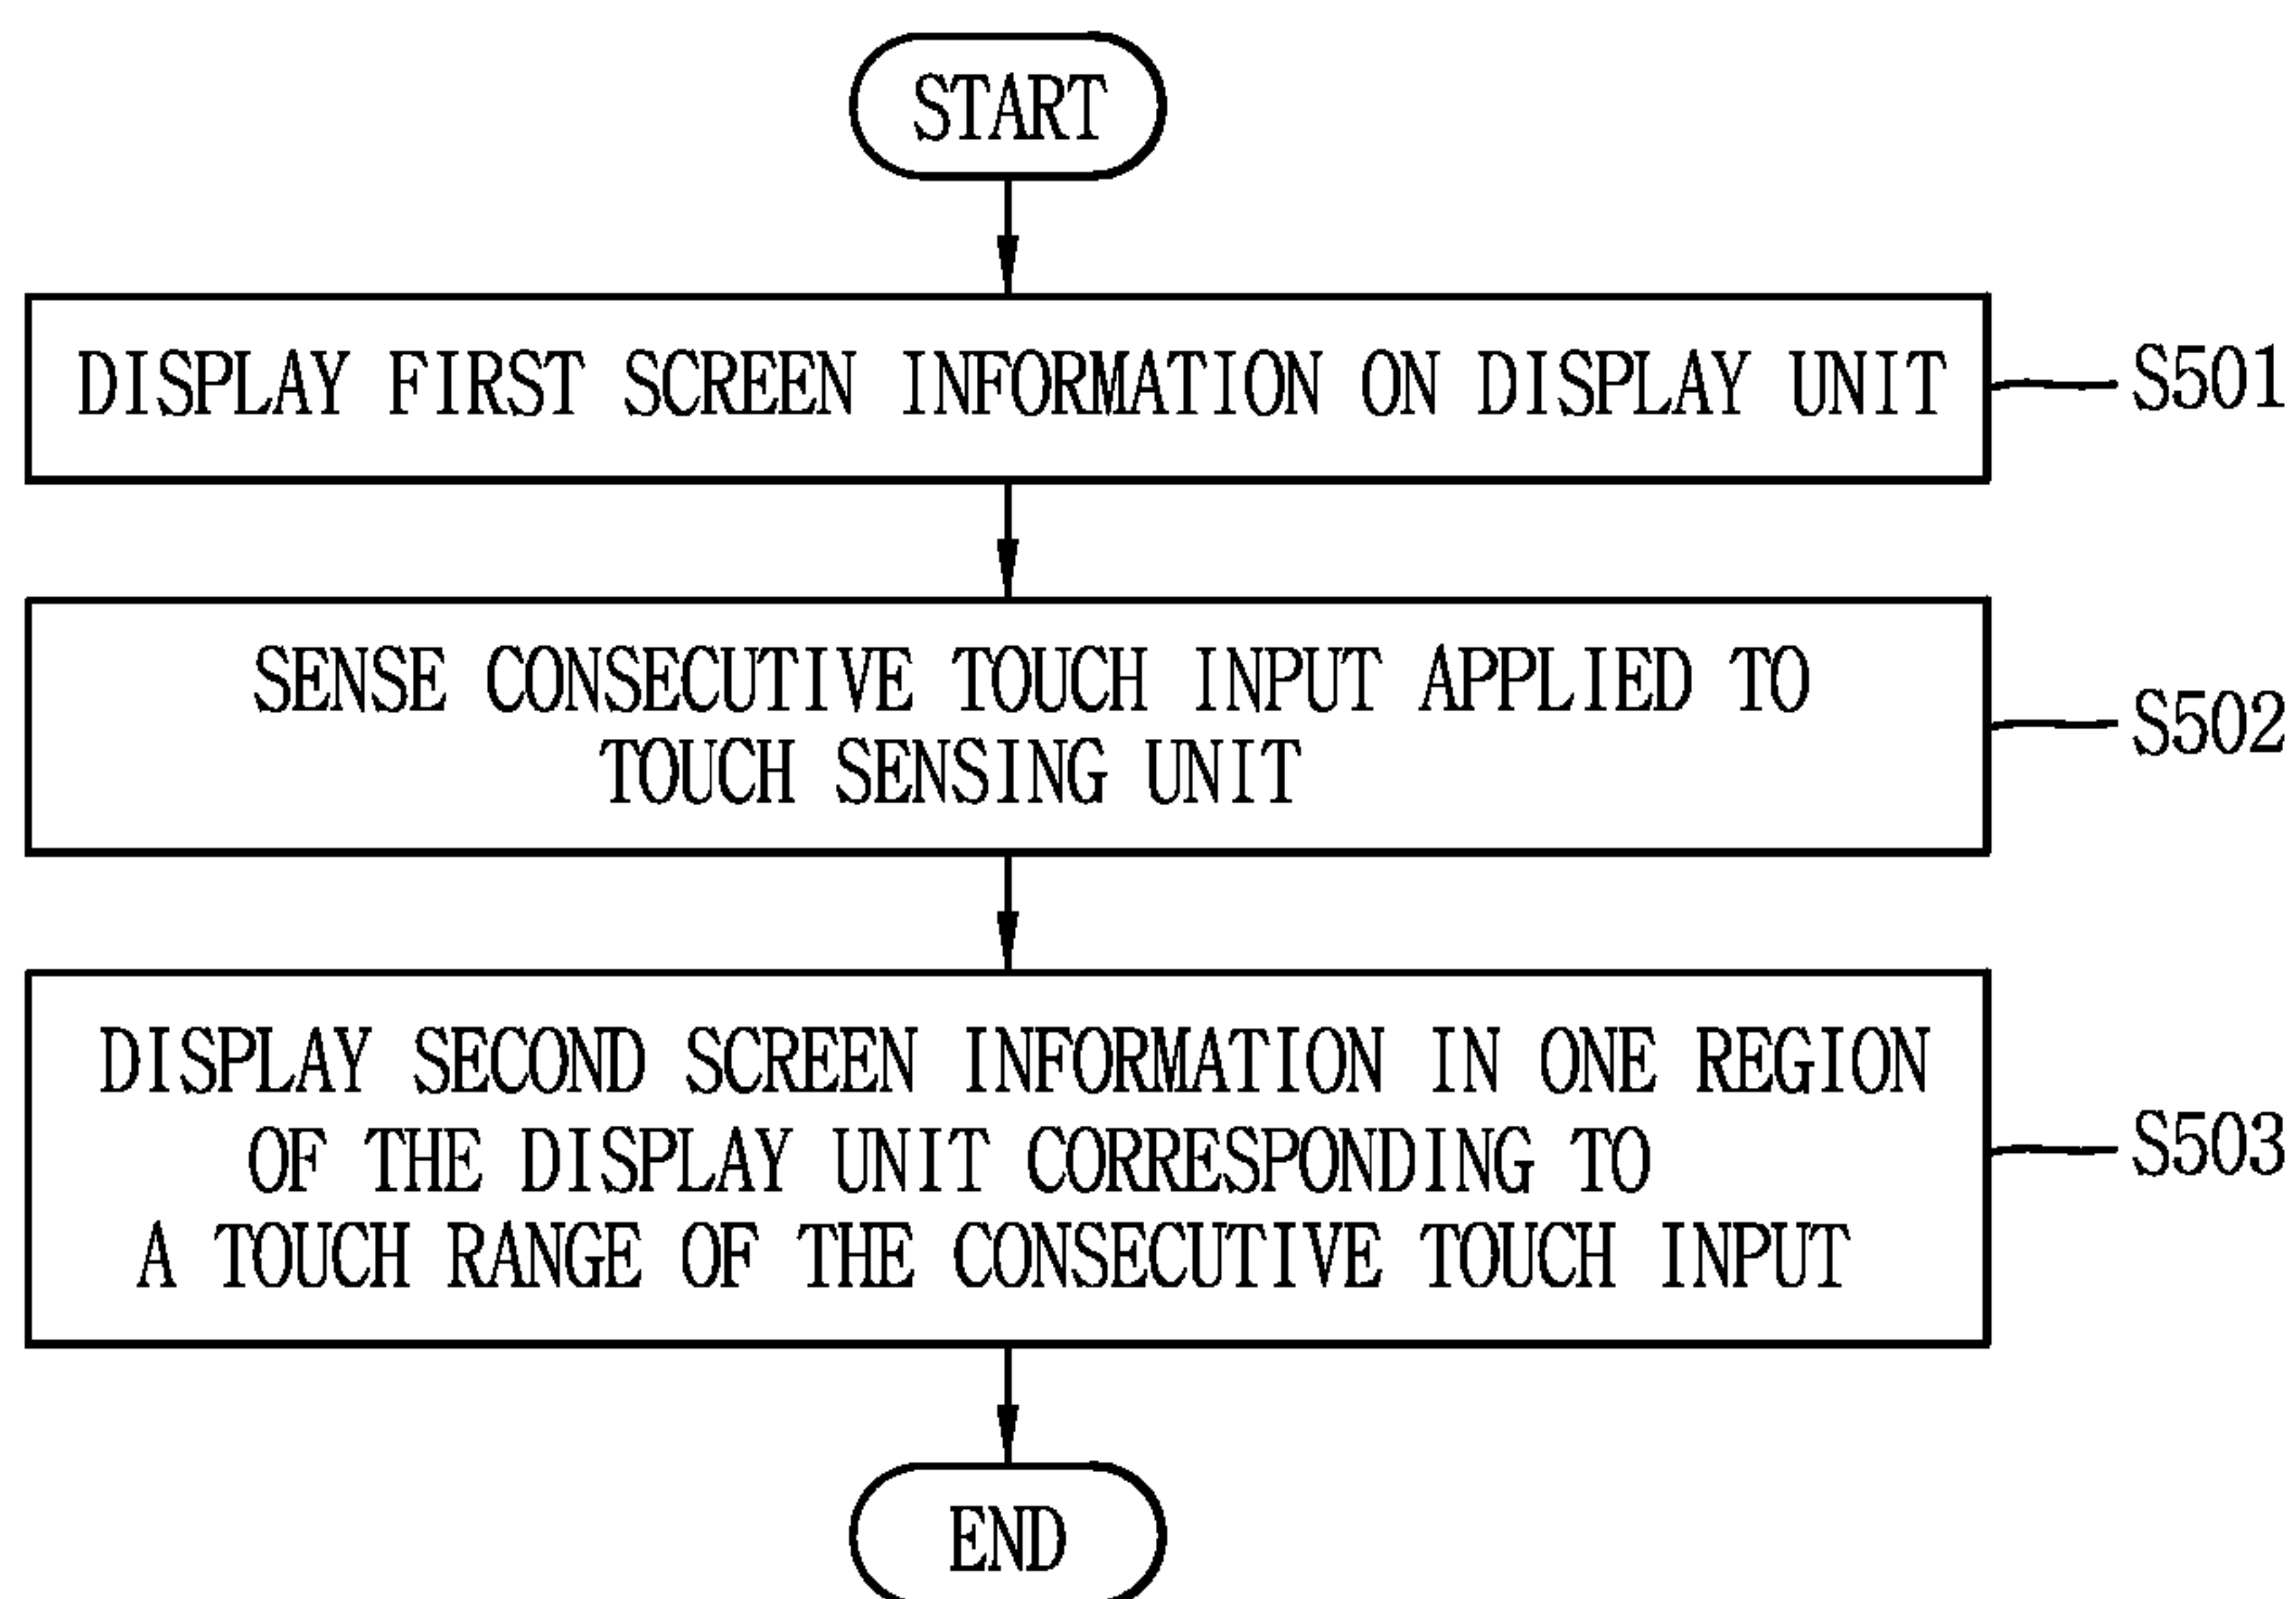 START
DISPLAY FIRST SCREEN INFORMATION ON DISPLAY UNIT
S501
SENSE CONSECUTIVE TOUCH INPUT APPLIED TO
TOUCH SENSING UNIT
S502
DISPLAY SECOND SCREEN INFORMATION IN ONE REGION
OF THE DISPLAY UNIT CORRESPONDING TO
A TOUCH RANGE OF THE CONSECUTIVE TOUCH INPUT
S503
END